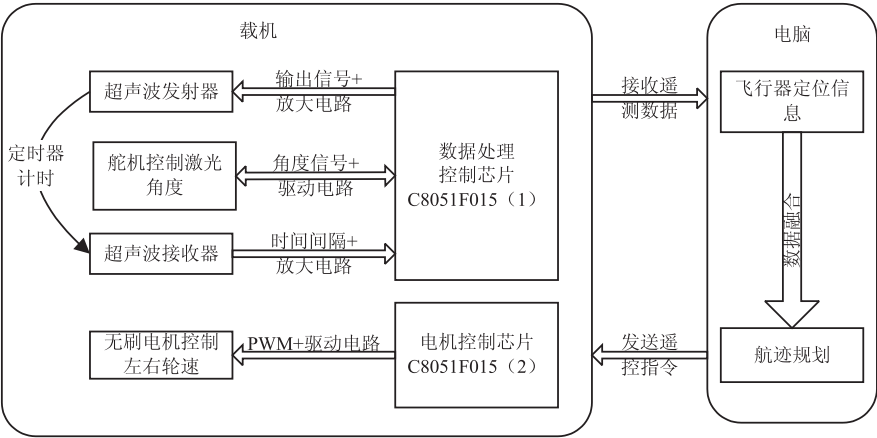 载机
超声波发射器
输出信号+
放大电路
定时器
计时
舵机控制激光
角度
角度信号+
驱动电路
数据处理
控制芯片
C8051F015（1）
超声波接收器
时间间隔+
放大电路
无刷电机控制
左右轮速
PWM+驱动电路
电机控制芯片
C8051F015（2）
接收遥
测数据
发送遥
控指令
电脑
飞行器定位信
息
数据融合
航迹规划